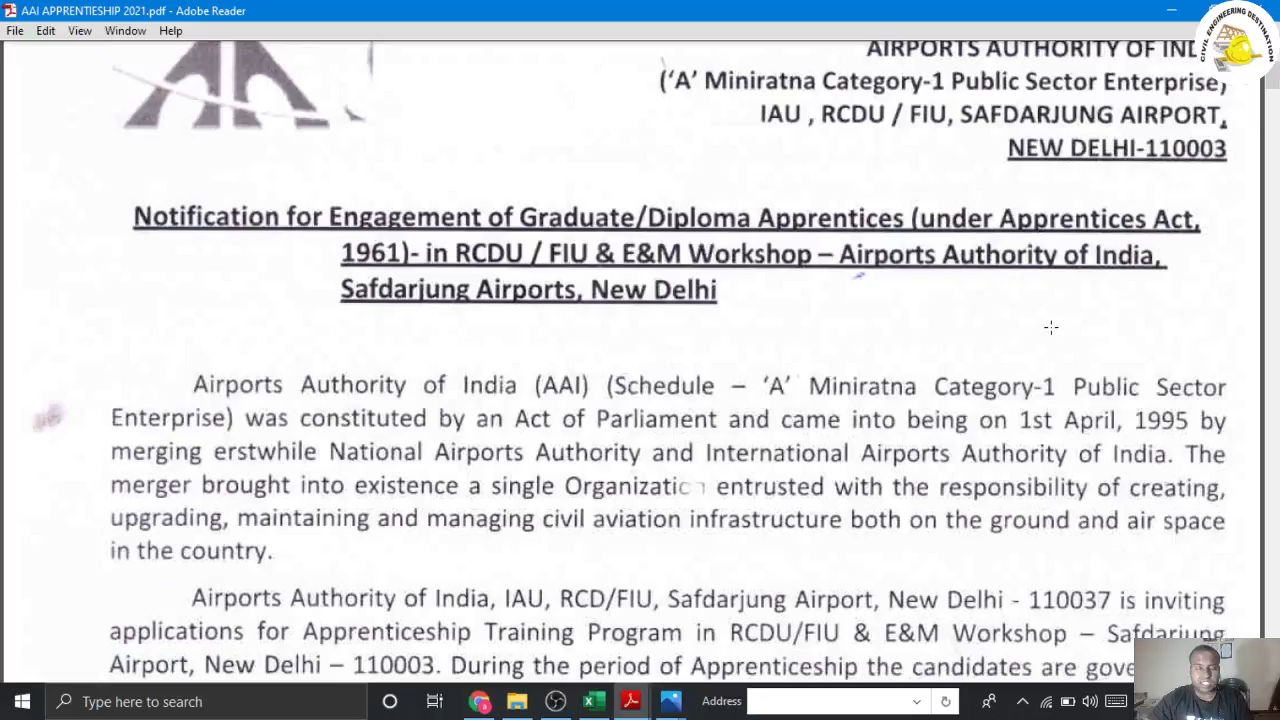 AAI APPRENTIESHIP 2021.pdf - Adobe Reader
File Edit View Window Help
CIVIL ENGINEERING DESTINATION
AIRPORTS AUTHORITY OF
('A' Miniratna Category-1 Public Sector Enterprise)
IAU , RCDU / FIU, SAFDARJUNG AIRPORT,
NEW DELHI-110003
Notification for Engagement of Graduate/Diploma Apprentices (under Apprentices Act,
1961)- in RCDU / FIU & E&M Workshop – Airports Authority of India,
Safdarjung Airports, New Delhi
Airports Authority of India (AAI) (Schedule – 'A' Miniratna Category-1 Public Sector
Enterprise) was constituted by an Act of Parliament and came into being on 1st April, 1995 by
merging erstwhile National Airports Authority and International Airports Authority of India. The
merger brought into existence a single Organization entrusted with the responsibility of creating,
upgrading, maintaining and managing civil aviation infrastructure both on the ground and air space
in the country.
Airports Authority of India, IAU, RCD/FIU, Safdarjung Airport, New Delhi - 110037 is inviting
applications for Apprenticeship Training Program in RCDU/FIU & E&M Workshop – Safdarjung
Airport, New Delhi – 110003. During the period of Apprenticeship the candidates are
Type here to search
Address